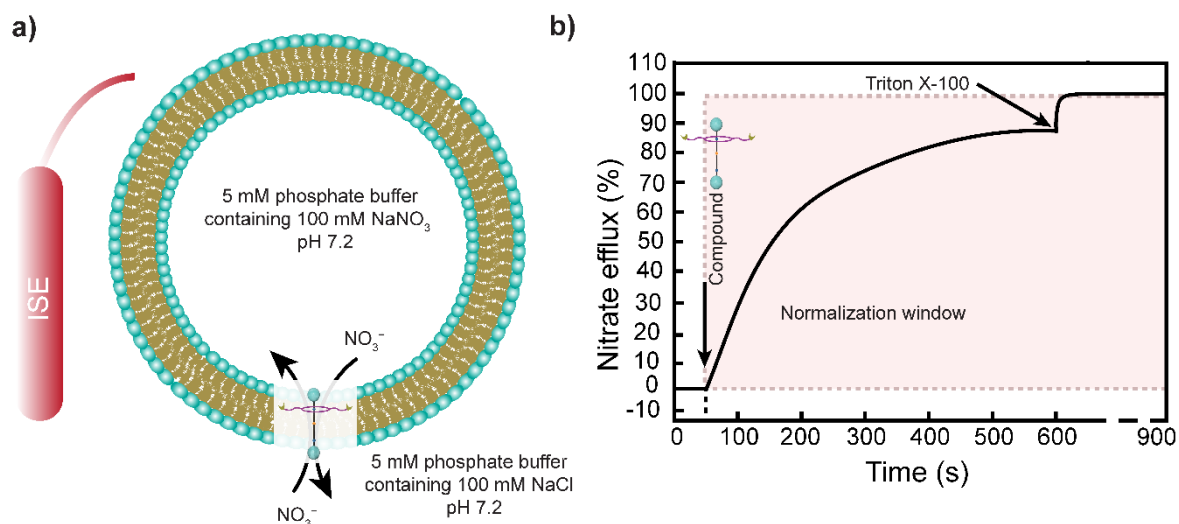 a)
ISE
5 mM phosphate buffer
containing 100 mM NaNO₃
pH 7.2
NO₃⁻
NO₃⁻
5 mM phosphate buffer
containing 100 mM NaCl
pH 7.2
b)
Nitrate efflux (%)
110
100
90
80
70
60
50
40
30
20
10
0
-10
Triton X-100
Compound
Normalization window
0 100 200 300 400 500 600 900
Time (s)